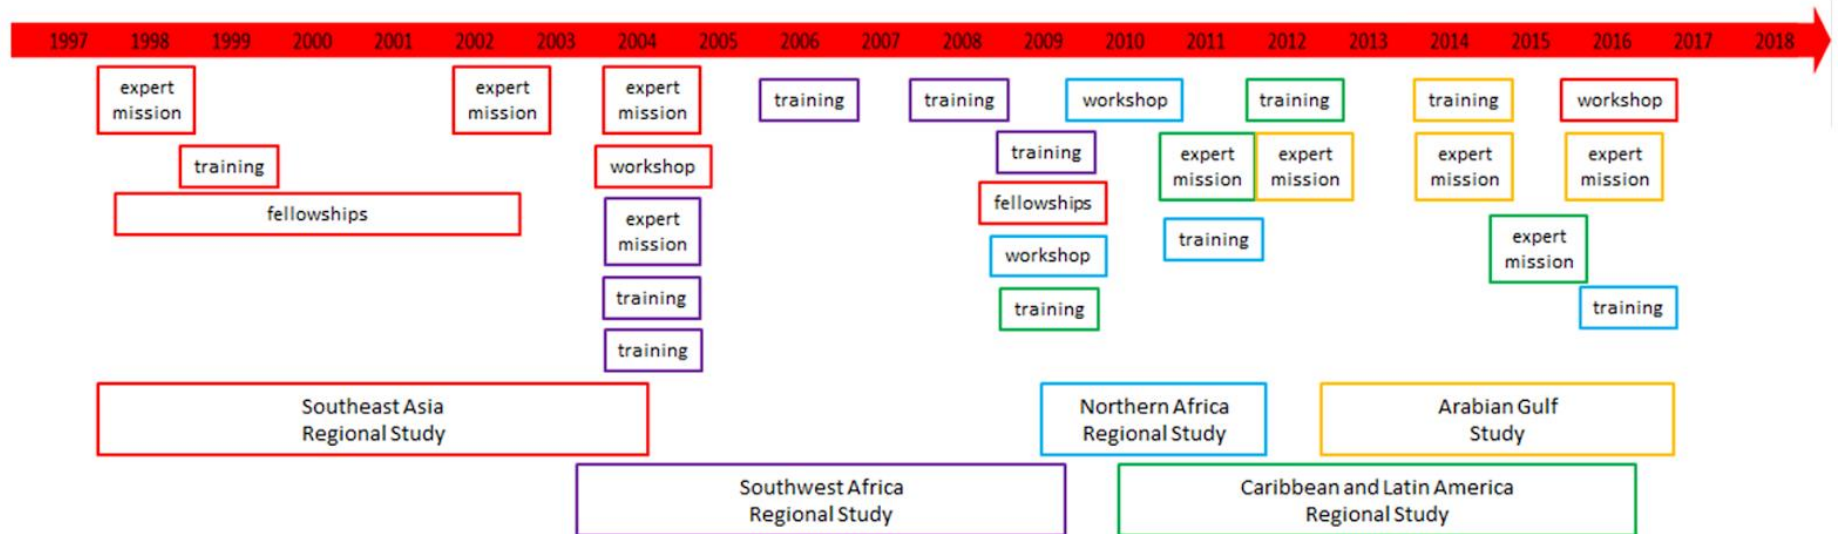 1997 1998 1999 2000 2001 2002 2003 2004 2005 2006 2007 2008 2009 2010 2011 2012 2013 2014 2015 2016 2017 2018
expert
mission
expert
mission
expert
mission
training
training
workshop
training
training
workshop
training
workshop
training
expert
mission
expert
mission
expert
mission
expert
mission
fellowships
expert
mission
fellowships
training
expert
mission
workshop
training
training
training
training
Southeast Asia
Regional Study
Northern Africa
Regional Study
Arabian Gulf
Study
Southwest Africa
Regional Study
Caribbean and Latin America
Regional Study